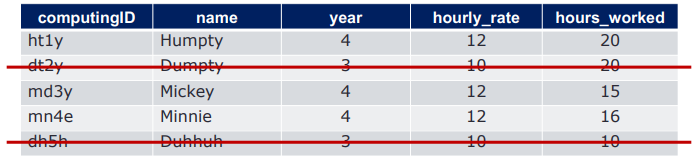 computingID name year hourly_rate hours_worked
ht1y Humpty 4 12 20
dt2y Dumpty 3 10 20
md3y Mickey 4 12 15
mn4e Minnie 4 12 16
dh5h Duhhuh 3 10 10